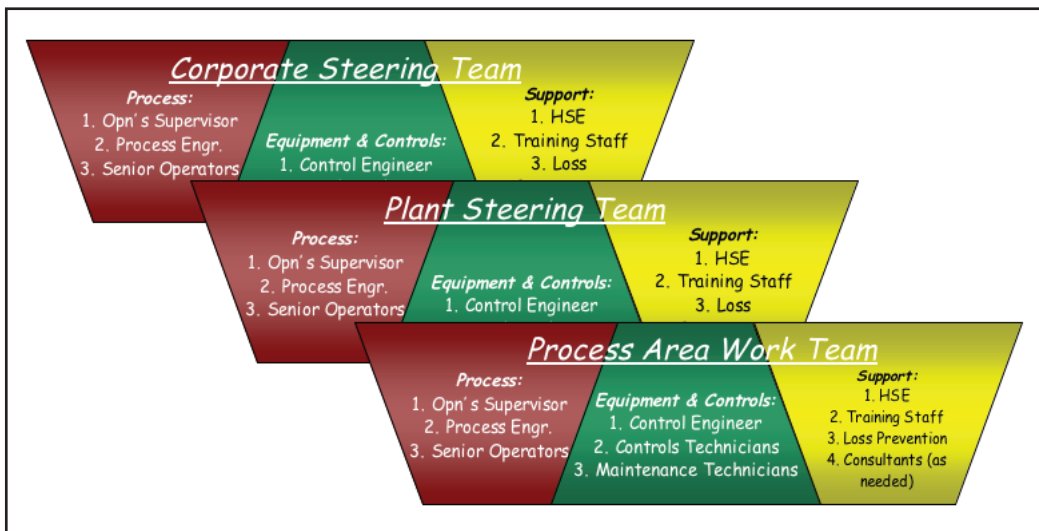 Corporate Steering Team
Process:
1. Opn's Supervisor
2. Process Engr.
3. Senior Operators
Equipment & Controls:
1. Control Engineer
Support:
1. HSE
2. Training Staff
3. Loss
Plant Steering Team
Process:
1. Opn's Supervisor
2. Process Engr.
3. Senior Operators
Equipment & Controls:
1. Control Engineer
Support:
1. HSE
2. Training Staff
3. Loss
Process Area Work Team
Process:
1. Opn's Supervisor
2. Process Engr.
3. Senior Operators
Equipment & Controls:
1. Control Engineer
2. Controls Technicians
3. Maintenance Technicians
Support:
1. HSE
2. Training Staff
3. Loss Prevention
4. Consultants (as
needed)